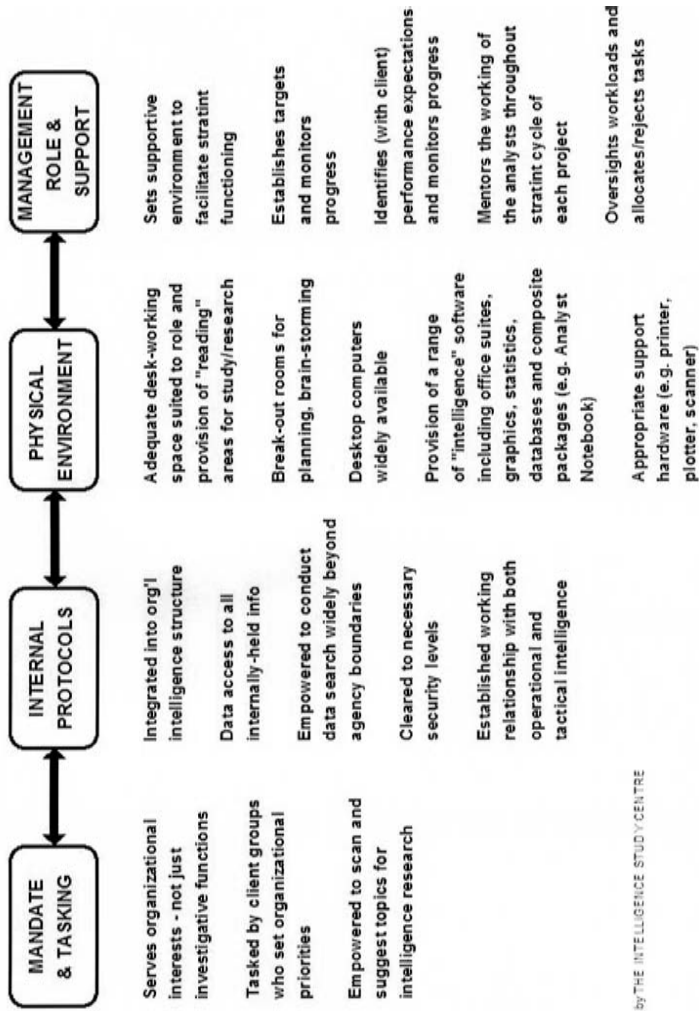 MANDATE
& TASKING
Serves organizational
interests - not just
investigative functions
Tasked by client groups
who set organizational
priorities
Empowered to scan and
suggest topics for
intelligence research
INTERNAL
PROTOCOLS
Integrated into org'l
intelligence structure
Data access to all
internally-held info
Empowered to conduct
data search widely beyond
agency boundaries
Cleared to necessary
security levels
Established working
relationship with both
operational and
tactical intelligence
PHYSICAL
ENVIRONMENT
Adequate desk-working
space suited to role and
provision of "reading"
areas for study/research
Break-out rooms for
planning, brain-storming
Desktop computers
widely available
Provision of a range
of "intelligence" software
including office suites,
graphics, statistics,
databases and composite
packages (e.g. Analyst
Notebook)
Appropriate support
hardware (e.g. printer,
plotter, scanner)
MANAGEMENT
ROLE &
SUPPORT
Sets supportive
environment to
facilitate stratint
functioning
Establishes targets
and monitors
progress
Identifies (with client)
performance expectations
and monitors progress
Mentors the working of
the analysts throughout
stratint cycle of
each project
Oversights workloads and
allocates/rejects tasks
by THE INTELLIGENCE STUDY CENTRE